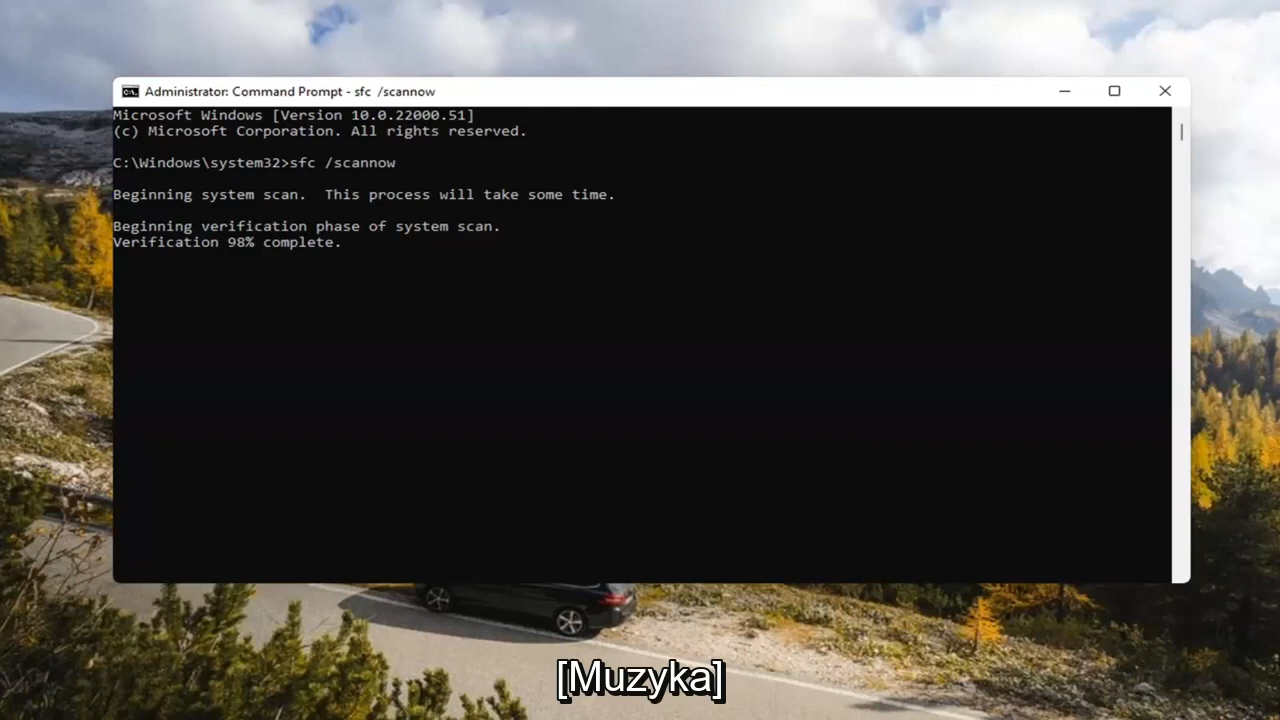 Administrator: Command Prompt - sfc  /scannow
Microsoft Windows [Version 10.0.22000.51]
(c) Microsoft Corporation. All rights reserved.
C:\Windows\system32>sfc /scannow
Beginning system scan.  This process will take some time.
Beginning verification phase of system scan.
Verification 98% complete.
[Muzyka]